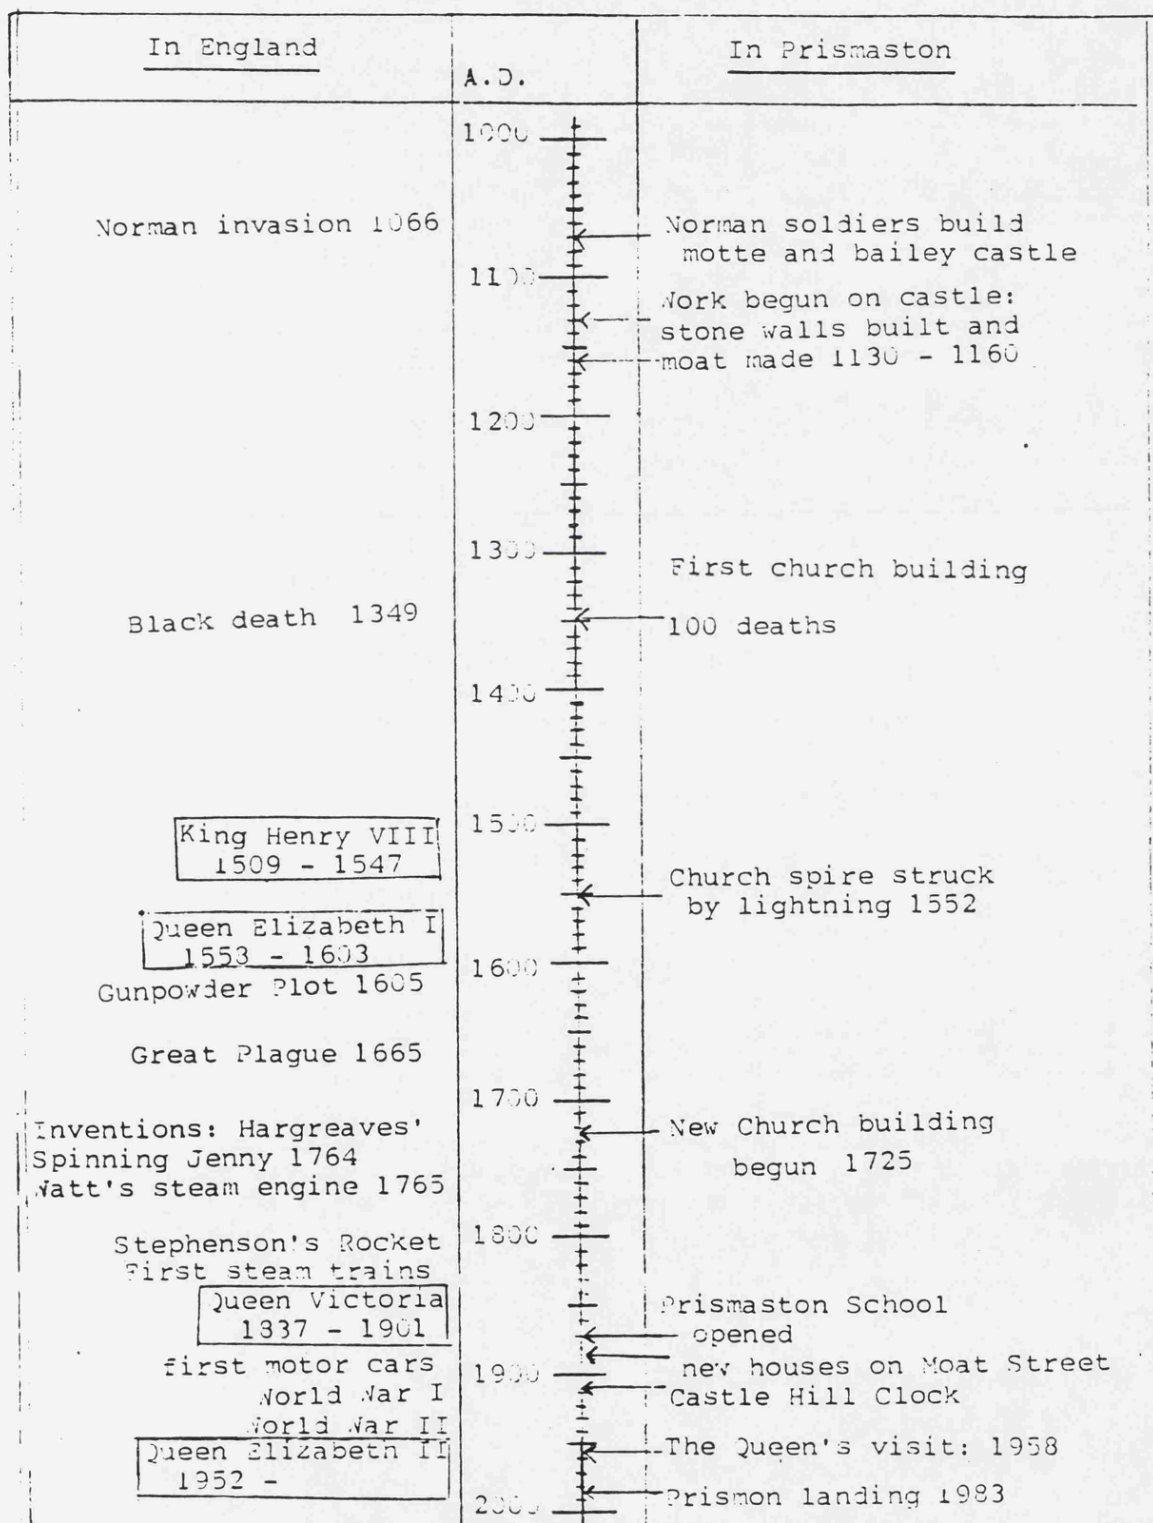 In England
A.D.
In Prismaston
1000
Norman invasion 1066
Norman soldiers build
motte and bailey castle
1100
Work begun on castle:
stone walls built and
moat made 1130 - 1160
1200
1300
First church building
Black death 1349
100 deaths
1400
King Henry VIII
1509 - 1547
1500
Church spire struck
by lightning 1552
Queen Elizabeth I
1553 - 1603
1600
Gunpowder Plot 1605
Great Plague 1665
1700
Inventions: Hargreaves'
Spinning Jenny 1764
Watt's steam engine 1765
New Church building
begun 1725
1800
Stephenson's Rocket
First steam trains
Queen Victoria
1837 - 1901
Prismaston School
opened
first motor cars
new houses on Moat Street
1900
World War I
Castle Hill Clock
World War II
Queen Elizabeth II
1952 -
The Queen's visit: 1958
Prismon landing 1983
2000